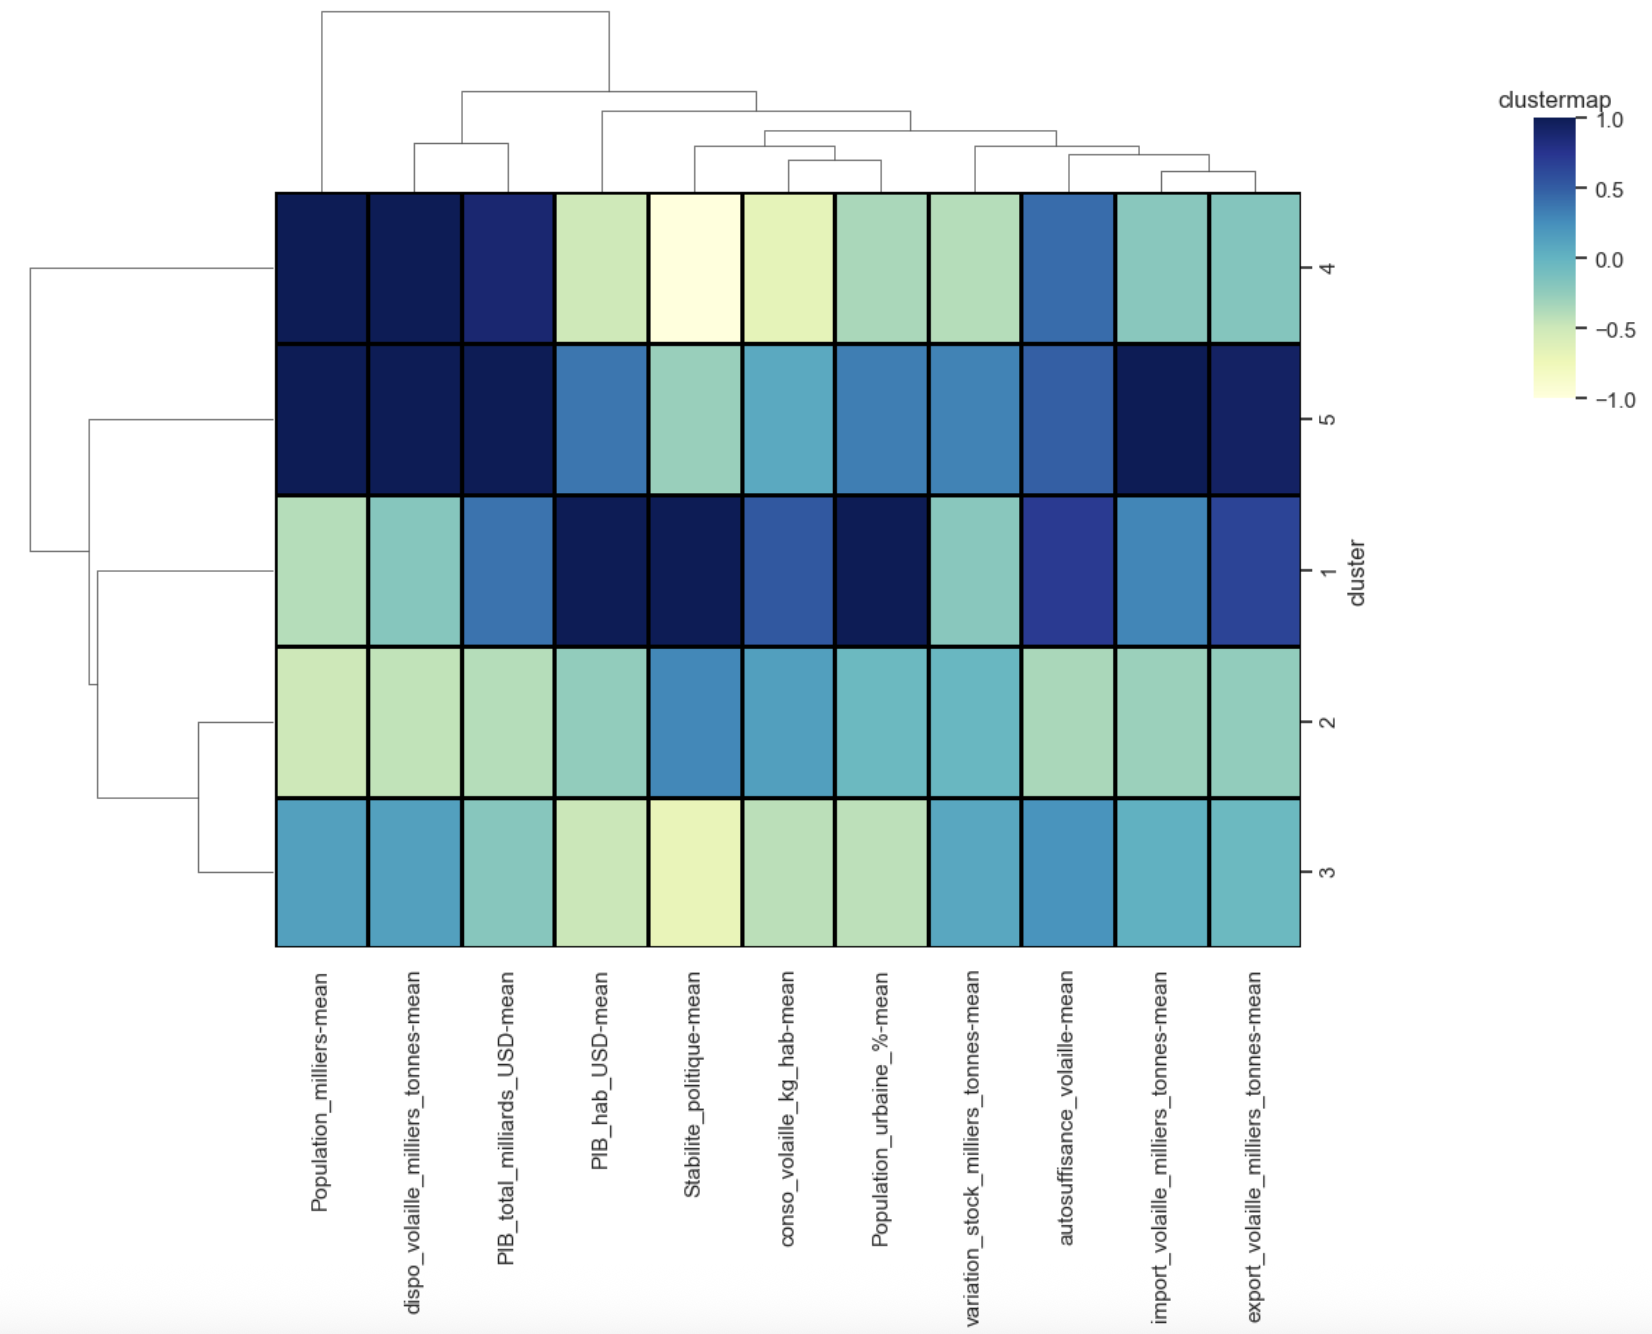 clustermap
1.0
0.5
0.0
−0.5
−1.0
4
5
1
2
3
cluster
Population_milliers-mean
dispo_volaille_milliers_tonnes-mean
PIB_total_milliards_USD-mean
PIB_hab_USD-mean
Stabilite_politique-mean
conso_volaille_kg_hab-mean
Population_urbaine_%-mean
variation_stock_milliers_tonnes-mean
autosuffisance_volaille-mean
import_volaille_milliers_tonnes-mean
export_volaille_milliers_tonnes-mean